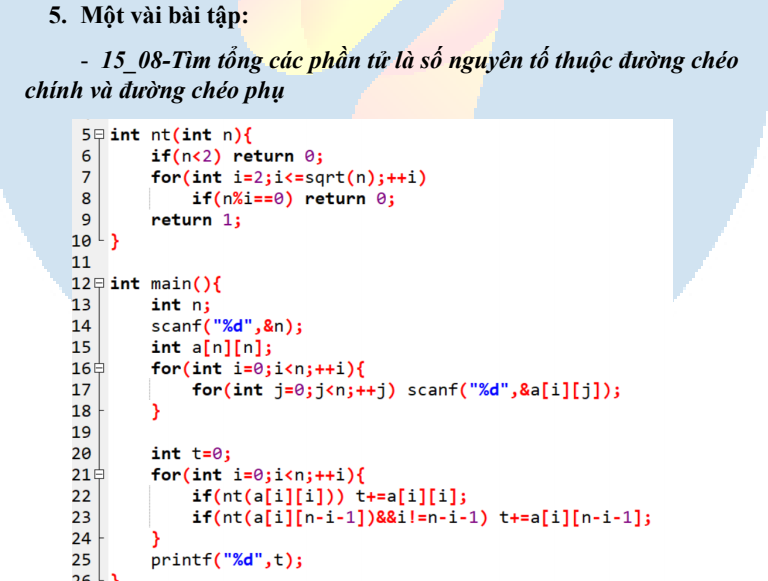 5. Một vài bài tập:
- 15_08-Tìm tổng các phần tử là số nguyên tố thuộc đường chéo
chính và đường chéo phụ
5 int nt(int n){
6 if(n<2) return 0;
7 for(int i=2;i<=sqrt(n);++i)
8 if(n%i==0) return 0;
9 return 1;
10 }
11
12 int main(){
13 int n;
14 scanf("%d",&n);
15 int a[n][n];
16 for(int i=0;i<n;++i){
17 for(int j=0;j<n;++j) scanf("%d",&a[i][j]);
18 }
19
20 int t=0;
21 for(int i=0;i<n;++i){
22 if(nt(a[i][i])) t+=a[i][i];
23 if(nt(a[i][n-i-1])&&i!=n-i-1) t+=a[i][n-i-1];
24 }
25 printf("%d",t);
26 }